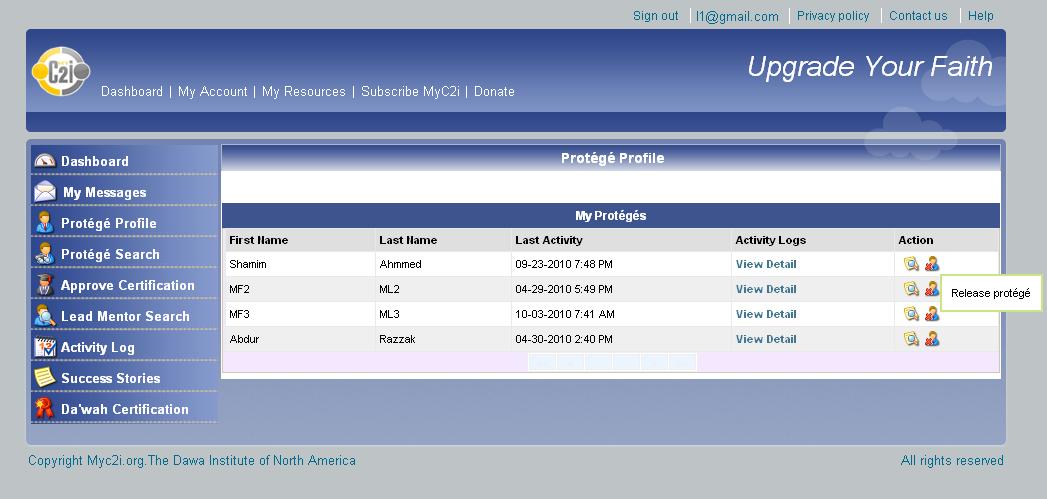 Sign out l1@gmail.com Privacy policy Contact us Help
C2i
Upgrade Your Faith
Dashboard | My Account | My Resources | Subscribe MyC2i | Donate
Dashboard
My Messages
Protégé Profile
Protégé Search
Approve Certification
Lead Mentor Search
Activity Log
Success Stories
Da'wah Certification
Protégé Profile
My Protégés
First Name Last Name Last Activity Activity Logs Action
Shamim Ahmmed 09-23-2010 7:48 PM View Detail
MF2 ML2 04-29-2010 5:49 PM View Detail
Release protégé
MF3 ML3 10-03-2010 7:41 AM View Detail
Abdur Razzak 04-30-2010 2:40 PM View Detail
Copyright Myc2i.org.The Dawa Institute of North America All rights reserved